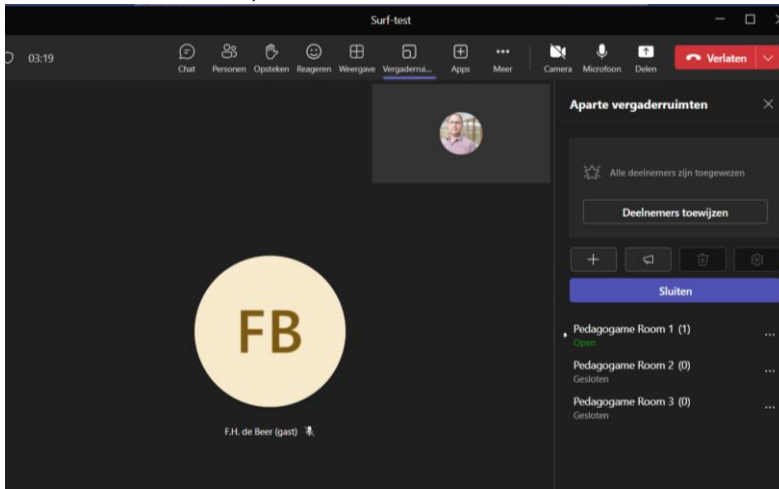 Surf-test
03:19
Chat Personen Opsteken Reageren Weergave Vergaderrui... Apps Meer Camera Microfoon Delen Verlaten
Aparte vergaderruimten
Alle deelnemers zijn toegewezen
Deelnemers toewijzen
Sluiten
Pedagogame Room 1 (1)
Open
Pedagogame Room 2 (0)
Gesloten
Pedagogame Room 3 (0)
Gesloten
FB
F.H. de Beer (gast)